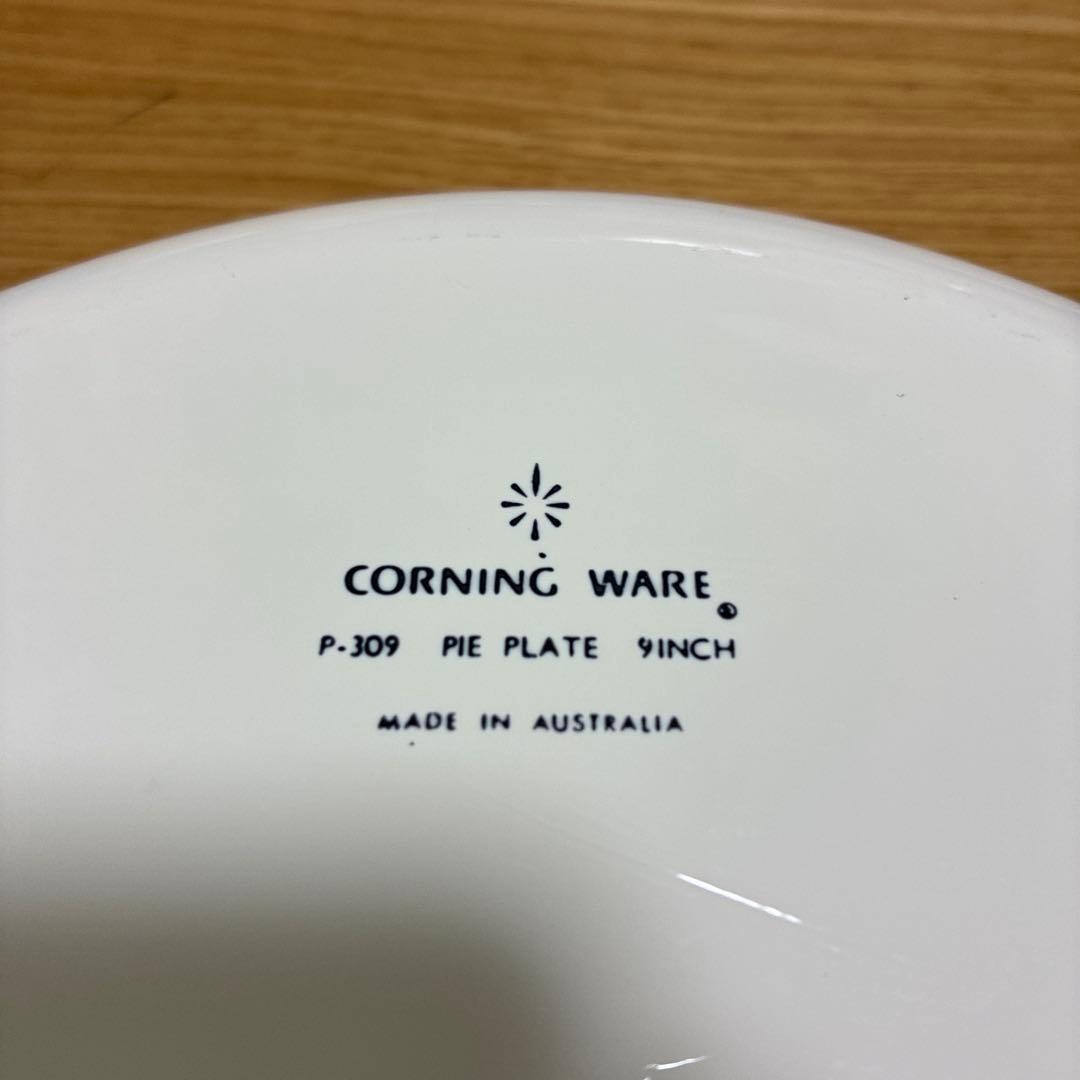 CORNING WARE®
P-309 PIE PLATE 9INCH
MADE IN AUSTRALIA